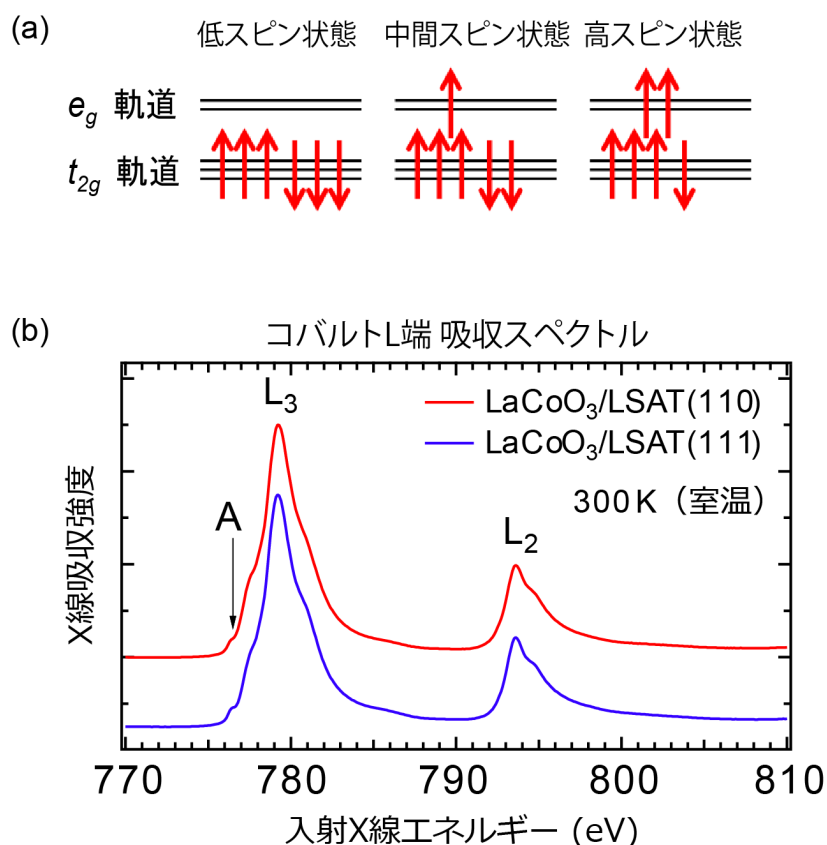 (a)
低スピン状態 中間スピン状態 高スピン状態
eg 軌道
t2g 軌道
(b)
コバルトL端 吸収スペクトル
L3
LaCoO3/LSAT(110)
LaCoO3/LSAT(111)
A
300K(室温)
L2
X線吸収強度
770 780 790 800 810
入射X線エネルギー (eV)